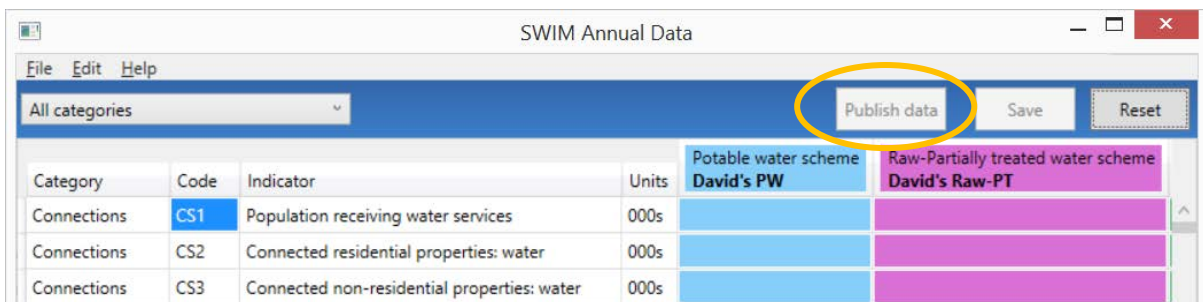 SWIM Annual Data
File Edit Help
All categories Publish data Save Reset
Potable water scheme Raw-Partially treated water scheme
Category Code Indicator Units David's PW David's Raw-PT
Connections CS1 Population receiving water services 000s
Connections CS2 Connected residential properties: water 000s
Connections CS3 Connected non-residential properties: water 000s